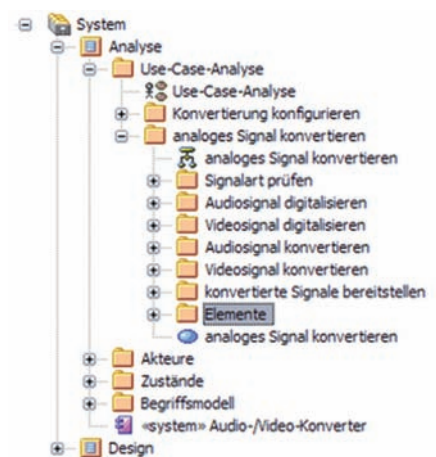 System
Analyse
Use-Case-Analyse
Use-Case-Analyse
Konvertierung konfigurieren
analoges Signal konvertieren
analoges Signal konvertieren
Signalart prüfen
Audiosignal digitalisieren
Videosignal digitalisieren
Audiosignal konvertieren
Videosignal konvertieren
konvertierte Signale bereitstellen
Elemente
analoges Signal konvertieren
Akteure
Zustände
Begriffsmodell
«system» Audio-/Video-Konverter
Design